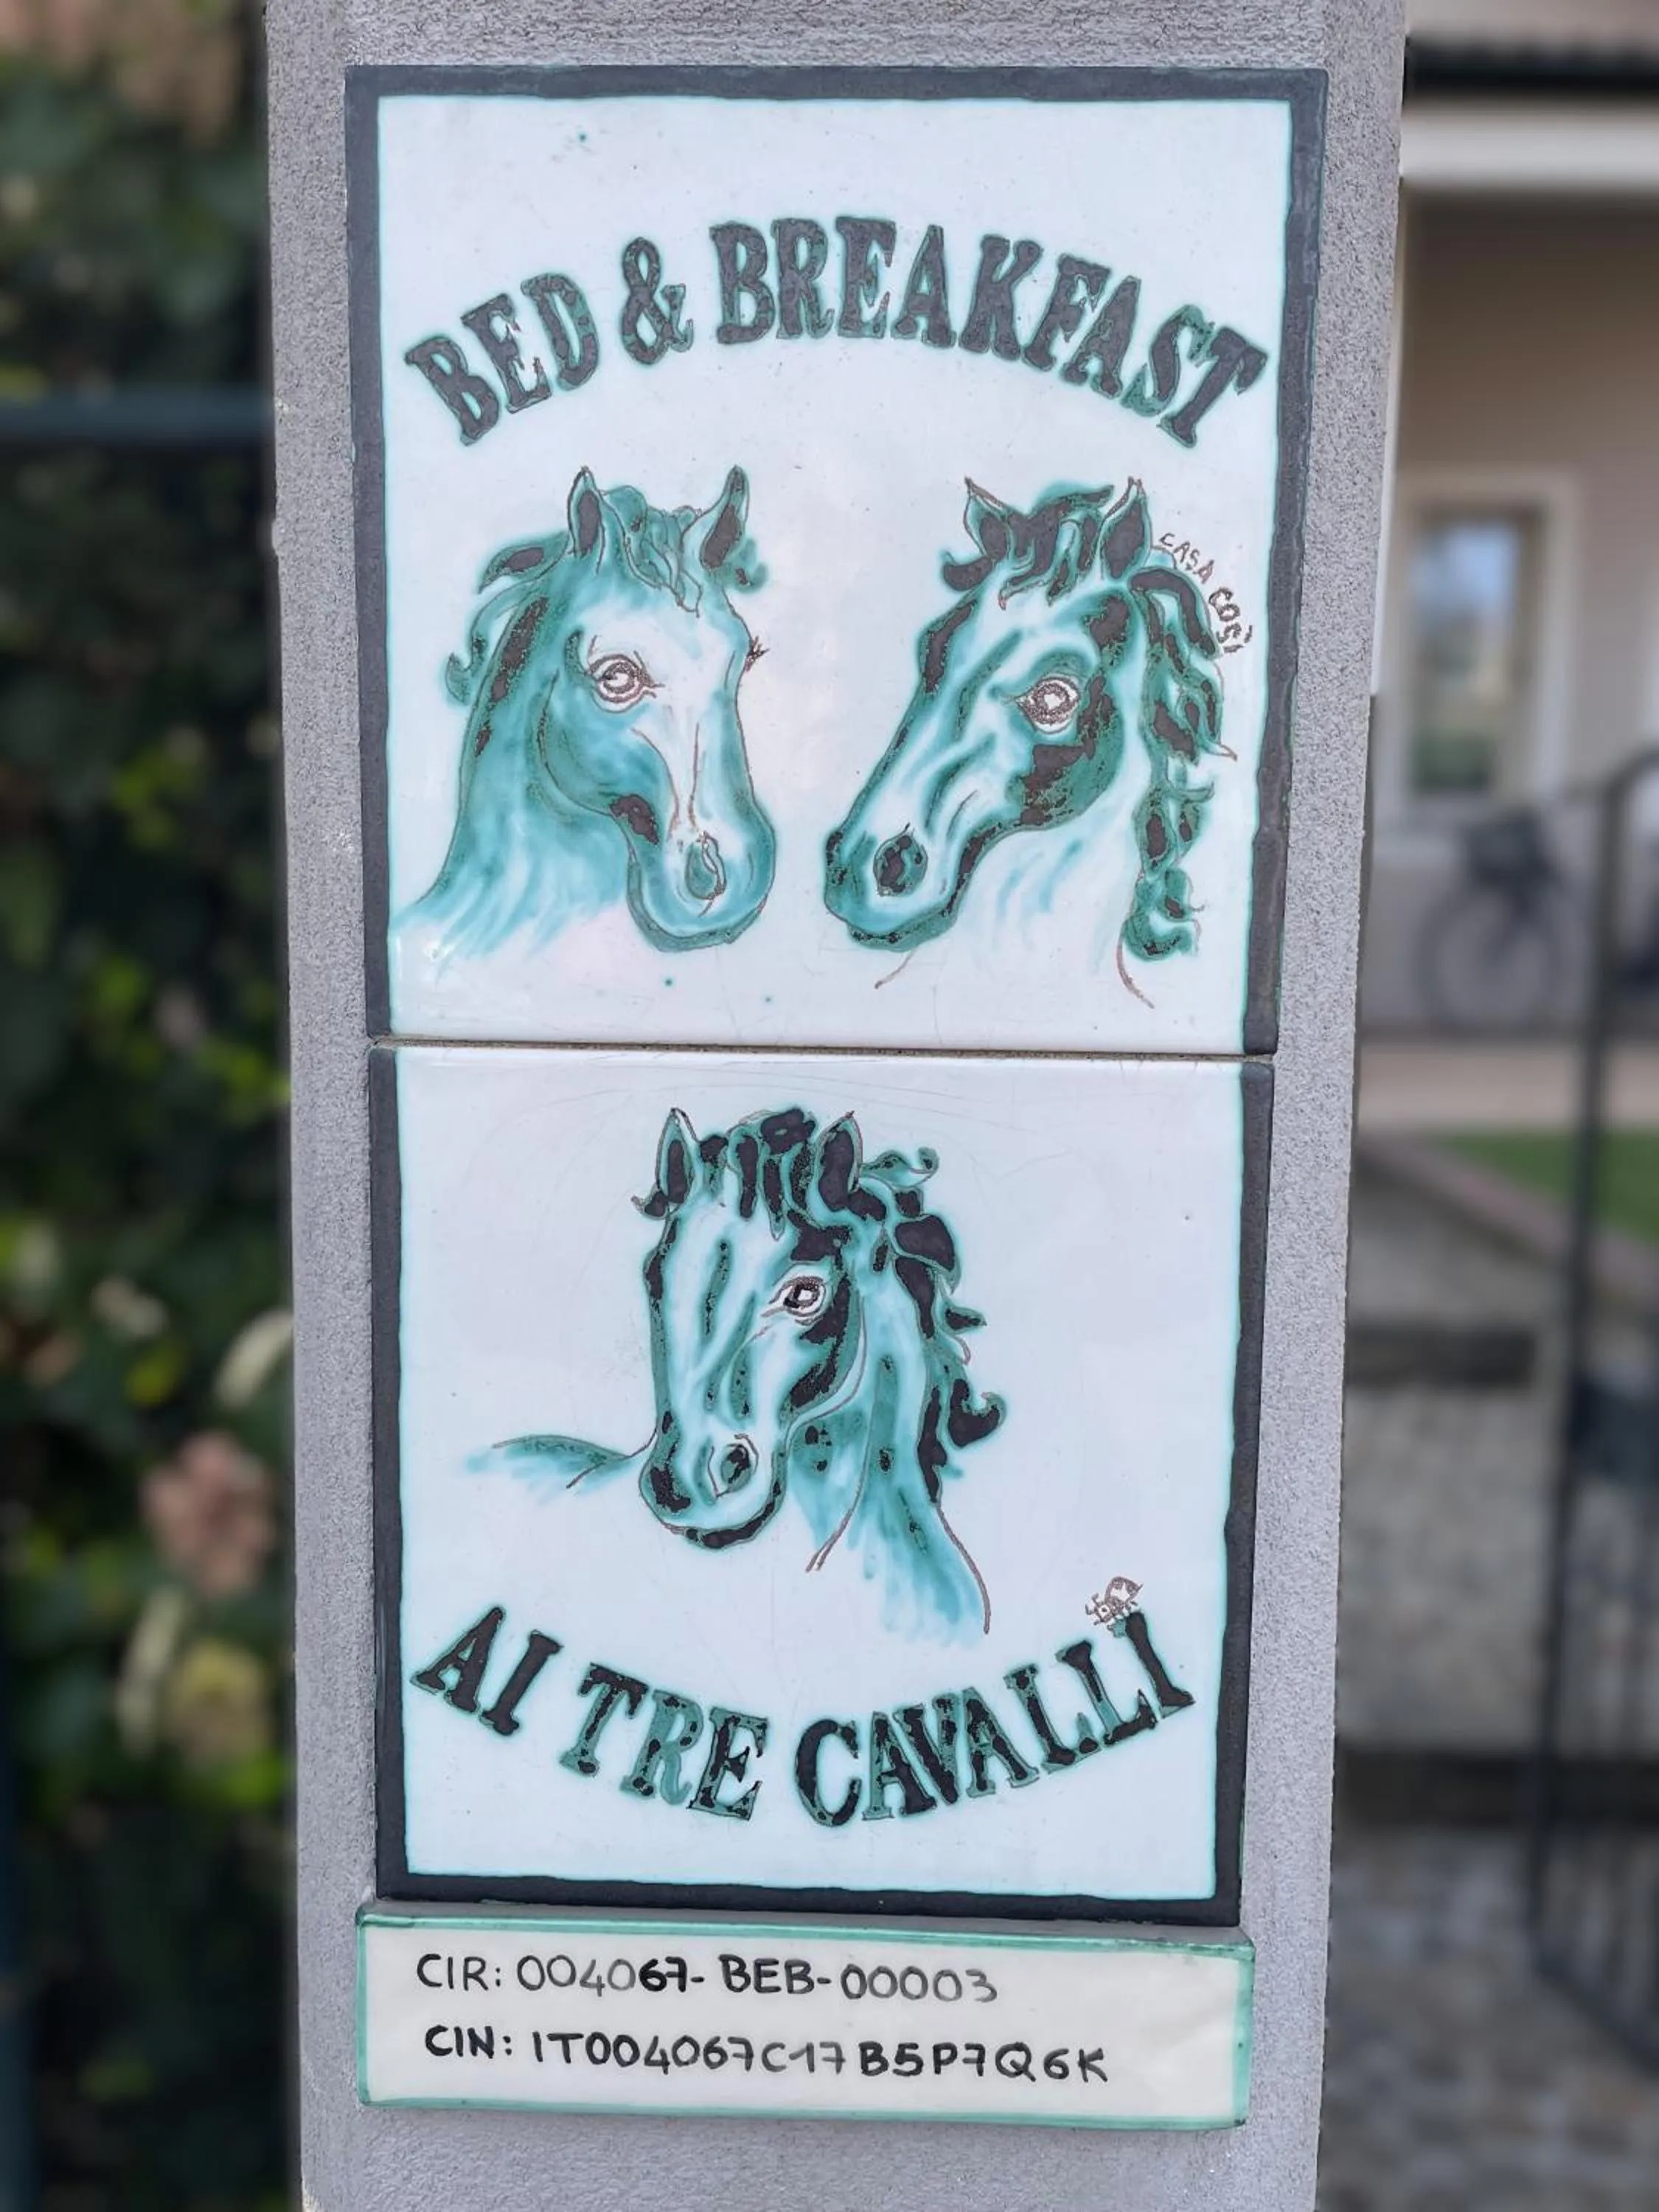 BED & BREAKFAST
CASA COSÌ
AI TRE CAVALLI
CIR: 004067-BEB-00003
CIN: IT004067C17B5P7Q6K